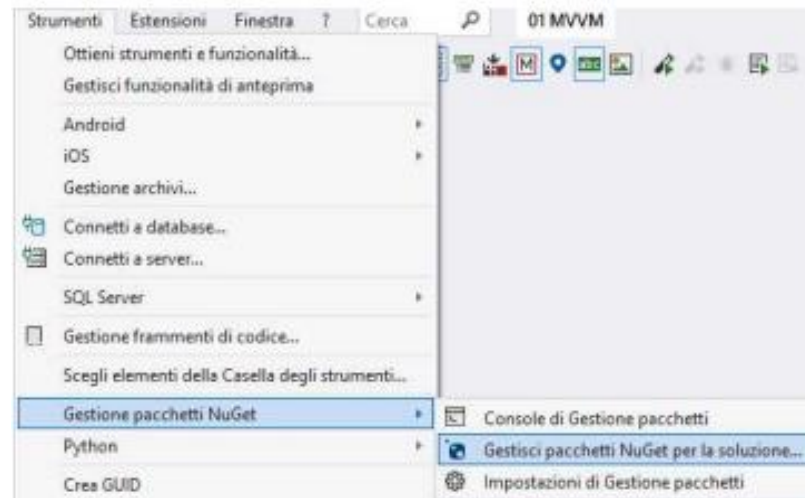 Strumenti Estensioni Finestra ? Cerca 01 MVVM
Ottieni strumenti e funzionalità...
Gestisci funzionalità di anteprima
Android
iOS
Gestione archivi...
Connetti a database...
Connetti a server...
SQL Server
Gestione frammenti di codice...
Scegli elementi della Casella degli strumenti...
Gestione pacchetti NuGet
Python
Crea GUID
Console di Gestione pacchetti
Gestisci pacchetti NuGet per la soluzione...
Impostazioni di Gestione pacchetti